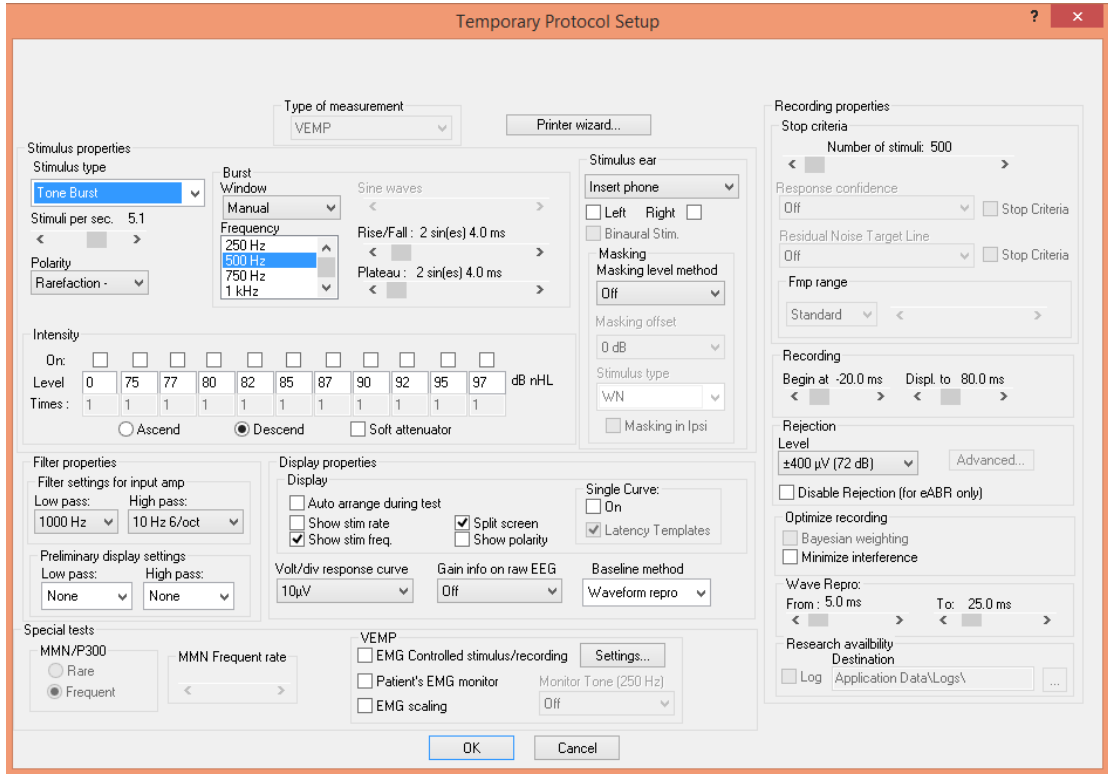 Temporary Protocol Setup
?
×
Type of measurement
VEMP
Printer wizard...
Stimulus properties
Stimulus type
Tone Burst
Stimuli per sec. 5.1
Polarity
Rarefaction -
Burst
Window
Manual
Frequency
250 Hz
500 Hz
750 Hz
1 kHz
Sine waves
Rise/Fall : 2 sin(es) 4.0 ms
Plateau : 2 sin(es) 4.0 ms
Stimulus ear
Insert phone
Left Right
Binaural Stim.
Masking
Masking level method
Off
Masking offset
0 dB
Stimulus type
WN
Masking in Ipsi
Intensity
On:
Level 0 75 77 80 82 85 87 90 92 95 97 dB nHL
Times : 1 1 1 1 1 1 1 1 1 1 1
Ascend Descend Soft attenuator
Filter properties
Filter settings for input amp
Low pass: High pass:
1000 Hz 10 Hz 6/oct
Preliminary display settings
Low pass: High pass:
None None
Display properties
Display
Auto arrange during test
Show stim rate Split screen
Show stim freq. Show polarity
Single Curve:
On
Latency Templates
Volt/div response curve Gain info on raw EEG Baseline method
10µV Off Waveform repro
Special tests
MMN/P300
Rare
Frequent
MMN Frequent rate
VEMP
EMG Controlled stimulus/recording Settings...
Patient's EMG monitor Monitor Tone (250 Hz)
EMG scaling Off
Recording properties
Stop criteria
Number of stimuli: 500
Response confidence
Off Stop Criteria
Residual Noise Target Line
Off Stop Criteria
Fmp range
Standard
Recording
Begin at -20.0 ms Displ. to 80.0 ms
Rejection
Level
±400 µV (72 dB) Advanced...
Disable Rejection (for eABR only)
Optimize recording
Bayesian weighting
Minimize interference
Wave Repro:
From : 5.0 ms To: 25.0 ms
Research availbility
Destination
Log Application Data\Logs\ ...
OK Cancel